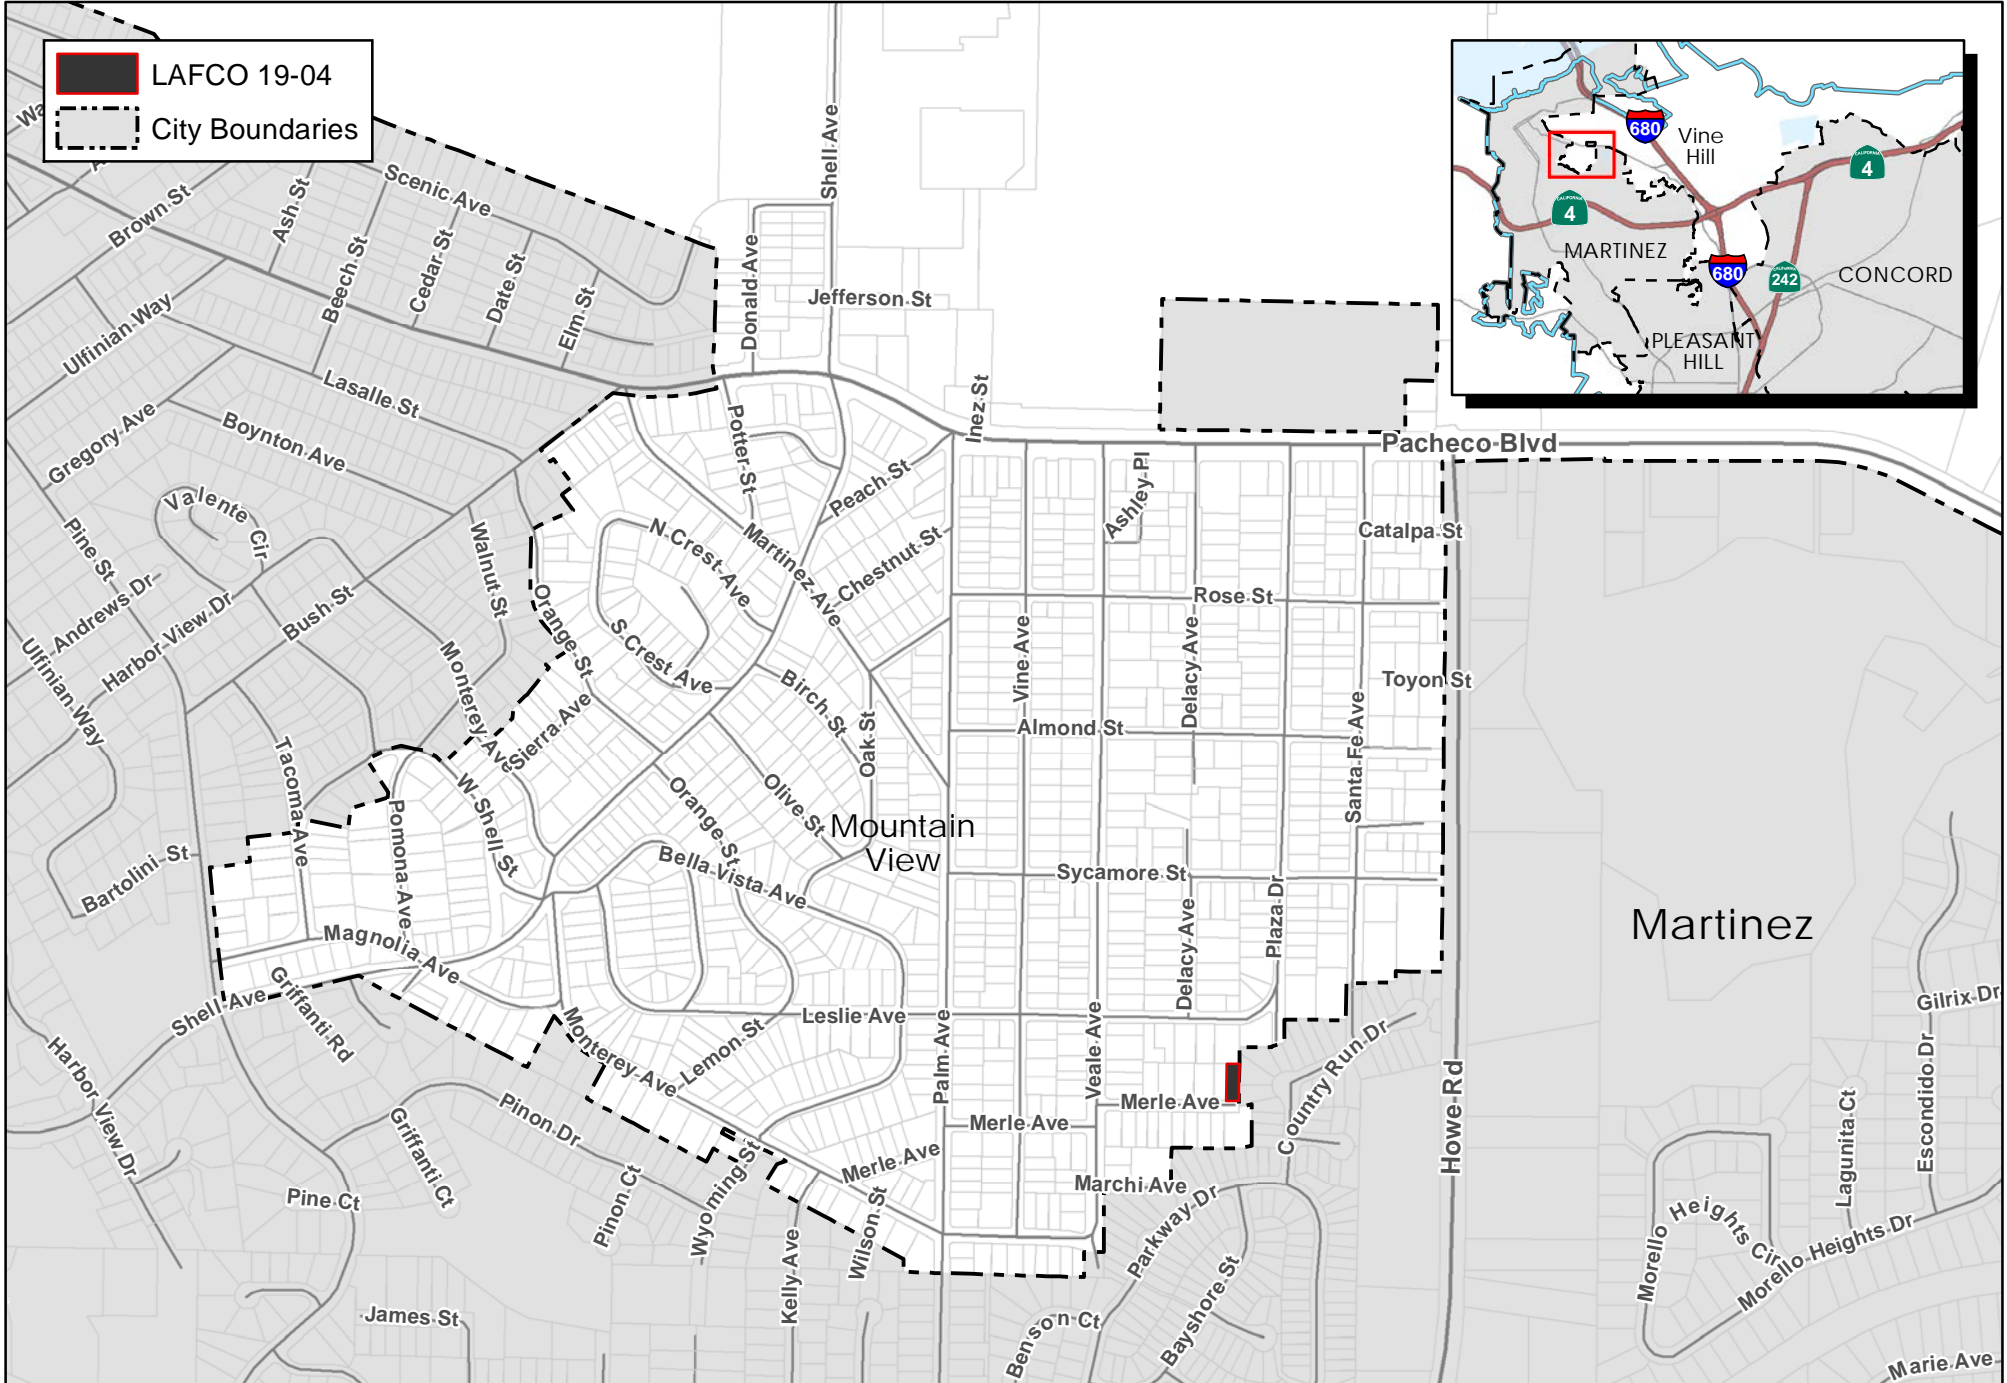 LAFCO 19-04
City Boundaries
680
Vine
Hill
4
4
MARTINEZ
680
242
CONCORD
PLEASANT
HILL
Shell Ave
Scenic Ave
Brown St
Ash St
Beech St
Cedar St
Date St
Elm St
Donald Ave
Jefferson St
Ulfinian Way
Lasalle St
Gregory Ave
Boynton Ave
Potter St
Inez St
Pacheco Blvd
Peach St
Ashley Pl
Valente Cir
Pine St
Walnut St
N Crest Ave
Martinez Ave
Chestnut St
Catalpa St
Andrews Dr
Harbor View Dr
Bush St
Orange St
Rose St
Ulfinian Way
Monterey Ave
S Crest Ave
Birch St
Vine Ave
Delacy Ave
Toyon St
Sierra Ave
Oak St
Almond St
Santa Fe Ave
Tacoma Ave
Pomona Ave
W Shell St
Orange St
Olive St
Mountain
View
Bartolini St
Bella Vista Ave
Sycamore St
Delacy Ave
Plaza Dr
Martinez
Magnolia Ave
Griffanti Rd
Shell Ave
Leslie Ave
Gilrix Dr
Monterey Ave
Lemon St
Palm Ave
Veale Ave
Country Run Dr
Howe Rd
Escondido Dr
Lagunita Ct
Harbor View Dr
Merle Ave
Merle Ave
Merle Ave
Griffanti Ct
Pinon Dr
Pinon Ct
Wyoming St
Marchi Ave
Pine Ct
Kelly Ave
Wilson St
Parkway Dr
Morello Heights Cir
Morello Heights Dr
James St
Benson Ct
Bayshore St
Marie Ave